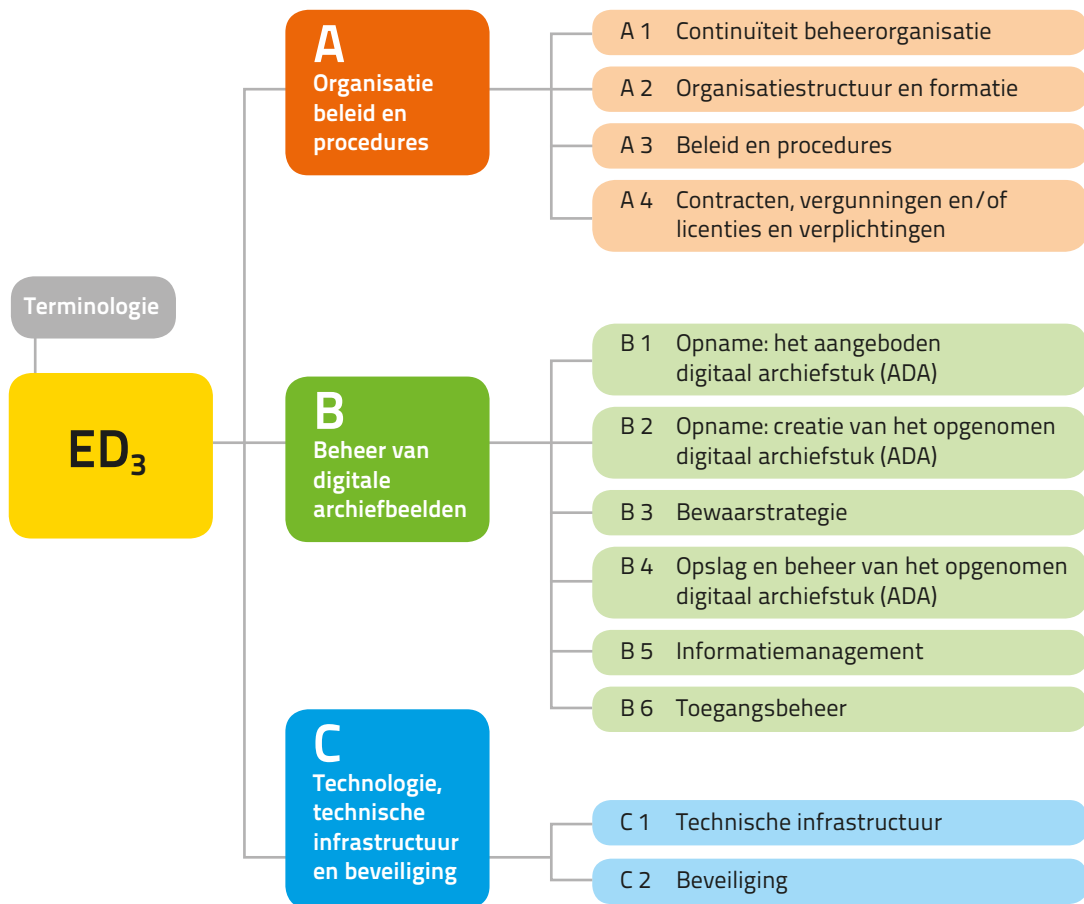 Terminologie
ED₃
A
Organisatie
beleid en
procedures
A 1 Continuïteit beheerorganisatie
A 2 Organisatiestructuur en formatie
A 3 Beleid en procedures
A 4 Contracten, vergunningen en/of
licenties en verplichtingen
B
Beheer van
digitale
archiefbeelden
B 1 Opname: het aangeboden
digitaal archiefstuk (ADA)
B 2 Opname: creatie van het opgenomen
digitaal archiefstuk (ADA)
B 3 Bewaarstrategie
B 4 Opslag en beheer van het opgenomen
digitaal archiefstuk (ADA)
B 5 Informatiemanagement
B 6 Toegangsbeheer
C
Technologie,
technische
infrastructuur
en beveiliging
C 1 Technische infrastructuur
C 2 Beveiliging